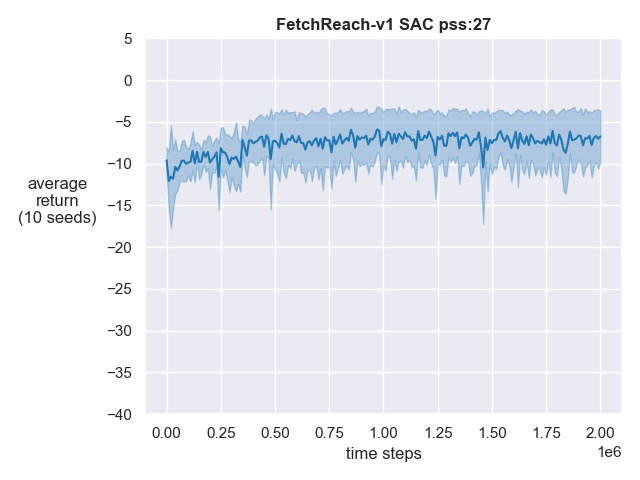 FetchReach-v1 SAC pss:27
5
0
−5
−10
−15
−20
−25
−30
−35
−40
average
return
(10 seeds)
0.00 0.25 0.50 0.75 1.00 1.25 1.50 1.75 2.00
time steps
1e6